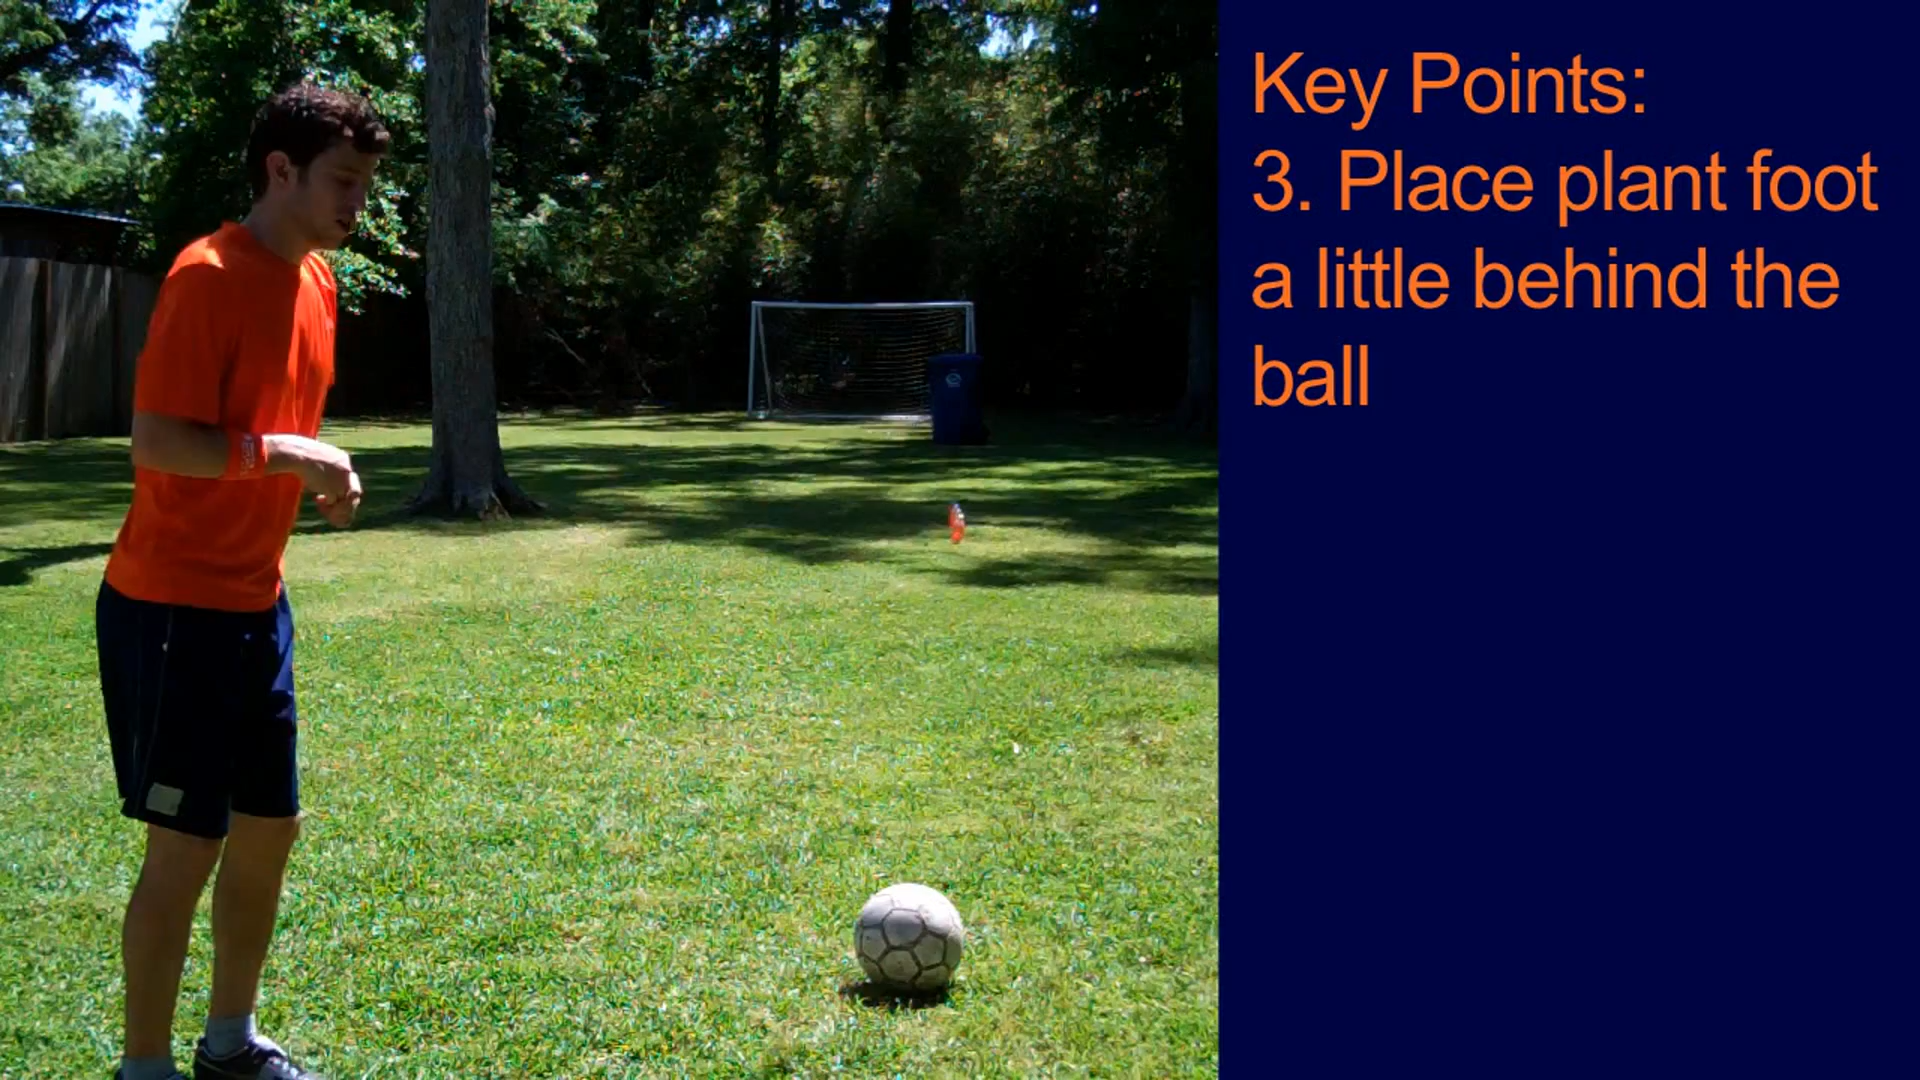 Key Points:
3. Place plant foot
a little behind the
ball